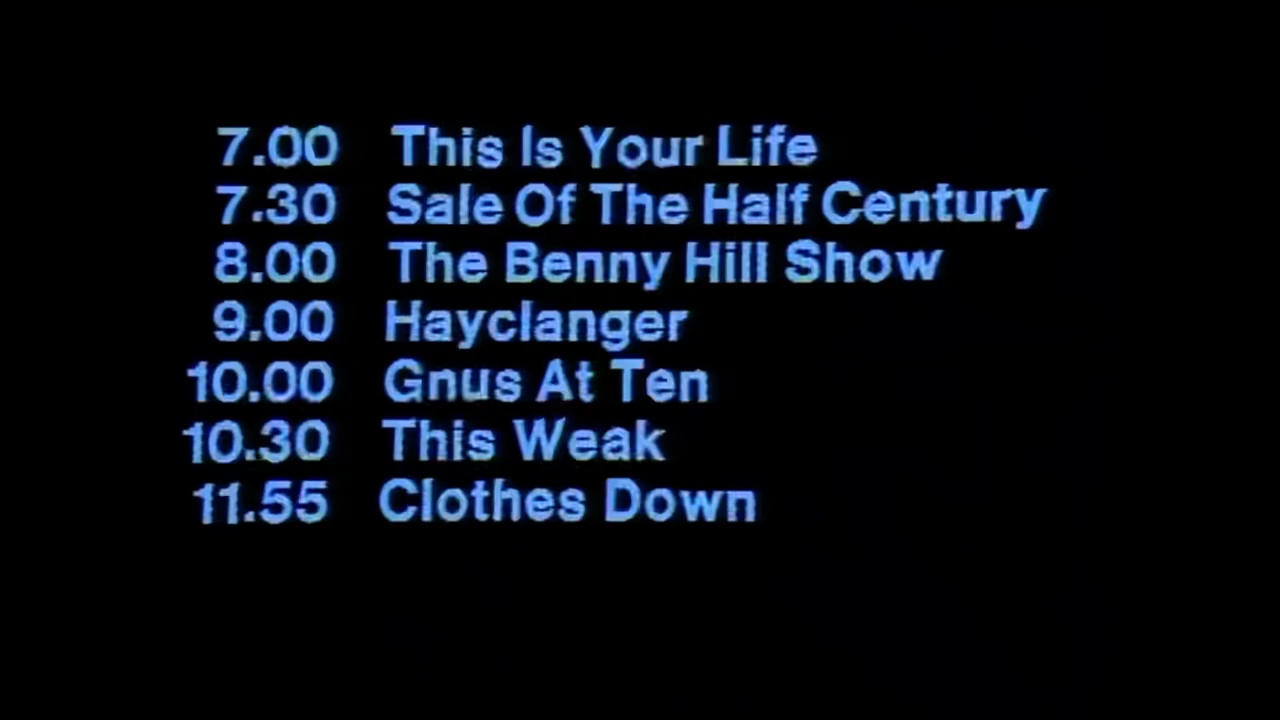 7.00 This Is Your Life
7.30 Sale Of The Half Century
8.00 The Benny Hill Show
9.00 Hayclanger
10.00 Gnus At Ten
10.30 This Weak
11.55 Clothes Down